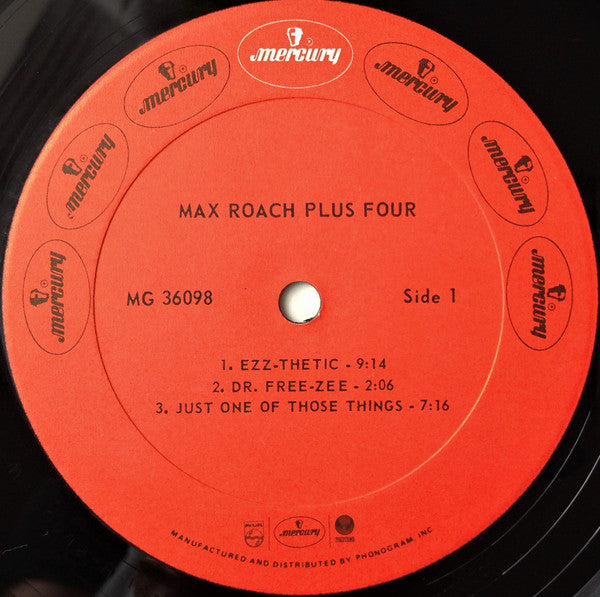 mercury
mercury
mercury
mercury
mercury
mercury
mercury
MAX ROACH PLUS FOUR
MG 36098
Side 1
1. EZZ-THETIC - 9:14
2. DR. FREE-ZEE - 2:06
3. JUST ONE OF THOSE THINGS - 7:16
PHILIPS
mercury
MANUFACTURED AND DISTRIBUTED BY PHONOGRAM, INC.